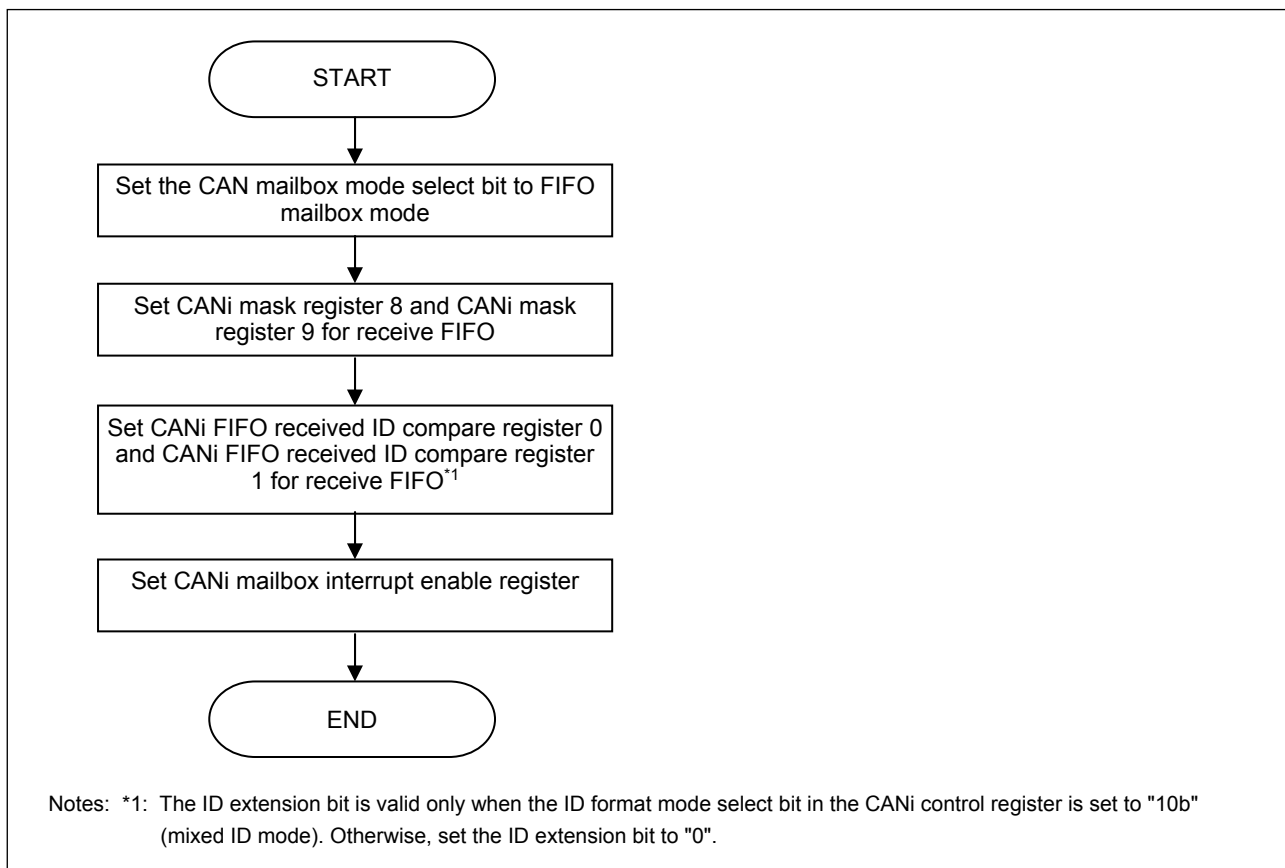 START
Set the CAN mailbox mode select bit to FIFO
mailbox mode
Set CANi mask register 8 and CANi mask
register 9 for receive FIFO
Set CANi FIFO received ID compare register 0
and CANi FIFO received ID compare register
1 for receive FIFO*1
Set CANi mailbox interrupt enable register
END
Notes: *1: The ID extension bit is valid only when the ID format mode select bit in the CANi control register is set to "10b"
(mixed ID mode). Otherwise, set the ID extension bit to "0".